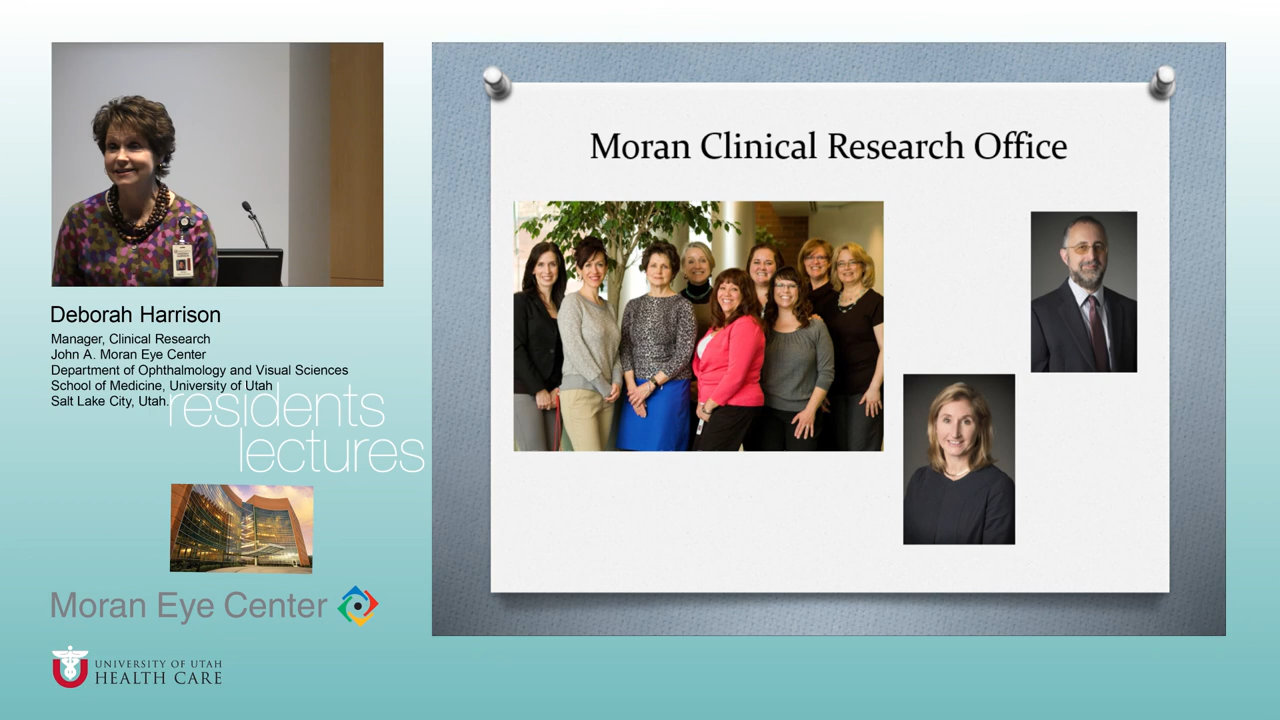 Moran Clinical Research Office
Deborah Harrison
Manager, Clinical Research
John A. Moran Eye Center
Department of Ophthalmology and Visual Sciences
School of Medicine, University of Utah
Salt Lake City, Utah.
residents
lectures
Moran Eye Center
U
UNIVERSITY OF UTAH
HEALTH CARE